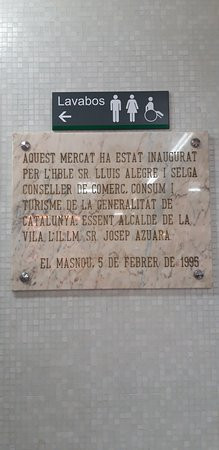 Lavabos
AQUEST MERCAT HA ESTAT INAUGURAT
PER L'HBLE SR. LLUIS ALEGRE I SELGA
CONSELLER DE COMERÇ, CONSUM I
TURISME DE LA GENERALITAT DE
CATALUNYA, ESSENT ALCALDE DE LA
VILA L'IL.LM. SR. JOSEP AZUARA
EL MASNOU, 5 DE FEBRER DE 1995